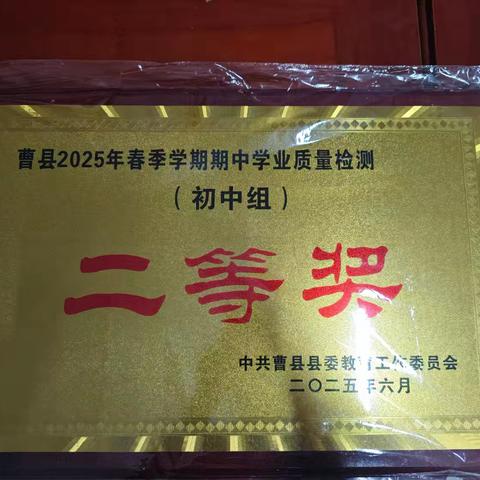 曹县2025年春季学期期中学业质量检测
（初中组）
二等奖
中共曹县县委教育工作委员会
二〇二五年六月